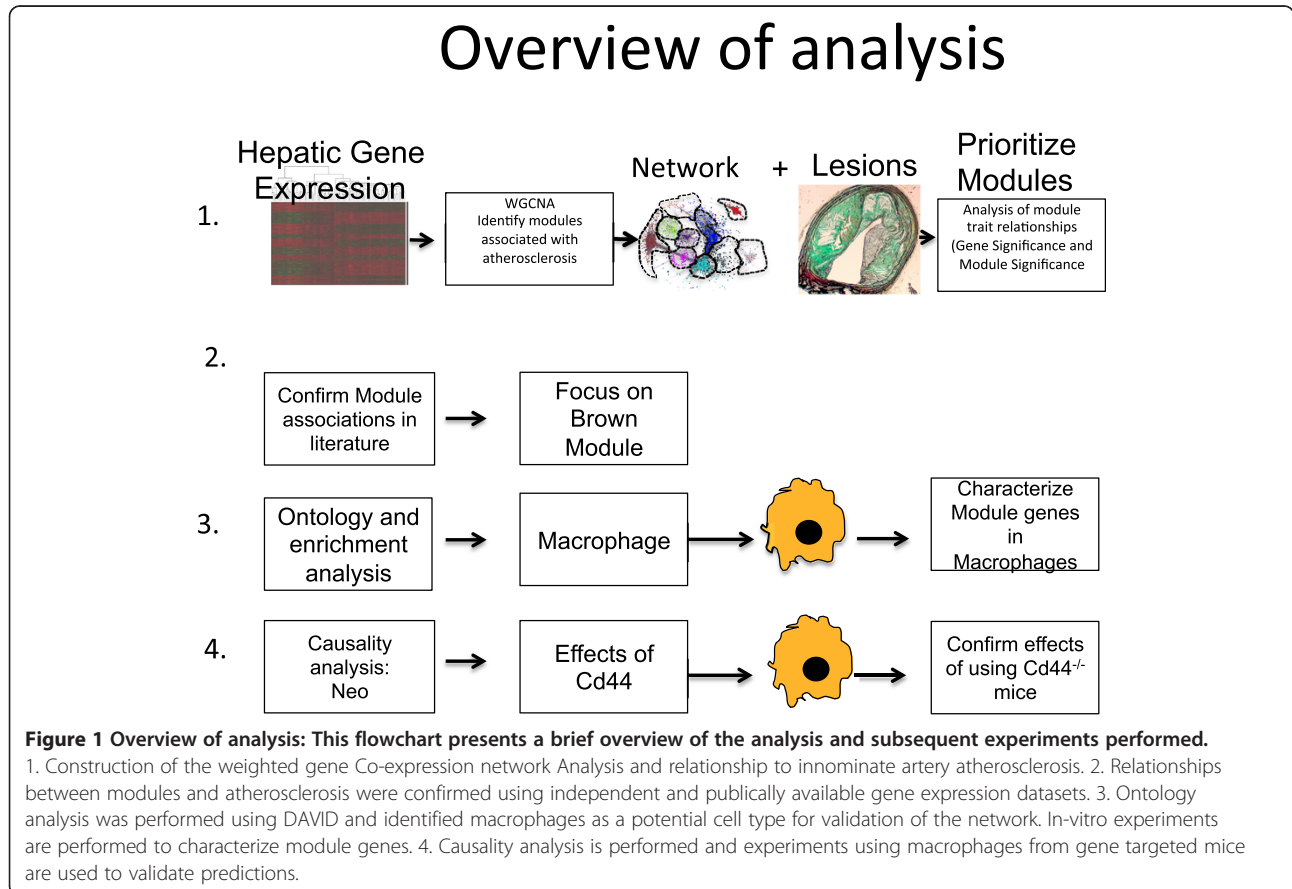 Overview of analysis
Hepatic Gene
Expression
Network
+
Lesions
Prioritize
Modules
1.
WGCNA
Identify modules
associated with
atherosclerosis
Analysis of module
trait relationships
(Gene Significance and
Module Significance
2.
Confirm Module
associations in
literature
Focus on
Brown
Module
3.
Ontology and
enrichment
analysis
Macrophage
Characterize
Module genes
in
Macrophages
4.
Causality
analysis:
Neo
Effects of
Cd44
Confirm effects
of using Cd44-/-
mice
Figure 1 Overview of analysis: This flowchart presents a brief overview of the analysis and subsequent experiments performed.
1. Construction of the weighted gene Co-expression network Analysis and relationship to innominate artery atherosclerosis. 2. Relationships
between modules and atherosclerosis were confirmed using independent and publically available gene expression datasets. 3. Ontology
analysis was performed using DAVID and identified macrophages as a potential cell type for validation of the network. In-vitro experiments
are performed to characterize module genes. 4. Causality analysis is performed and experiments using macrophages from gene targeted mice
are used to validate predictions.